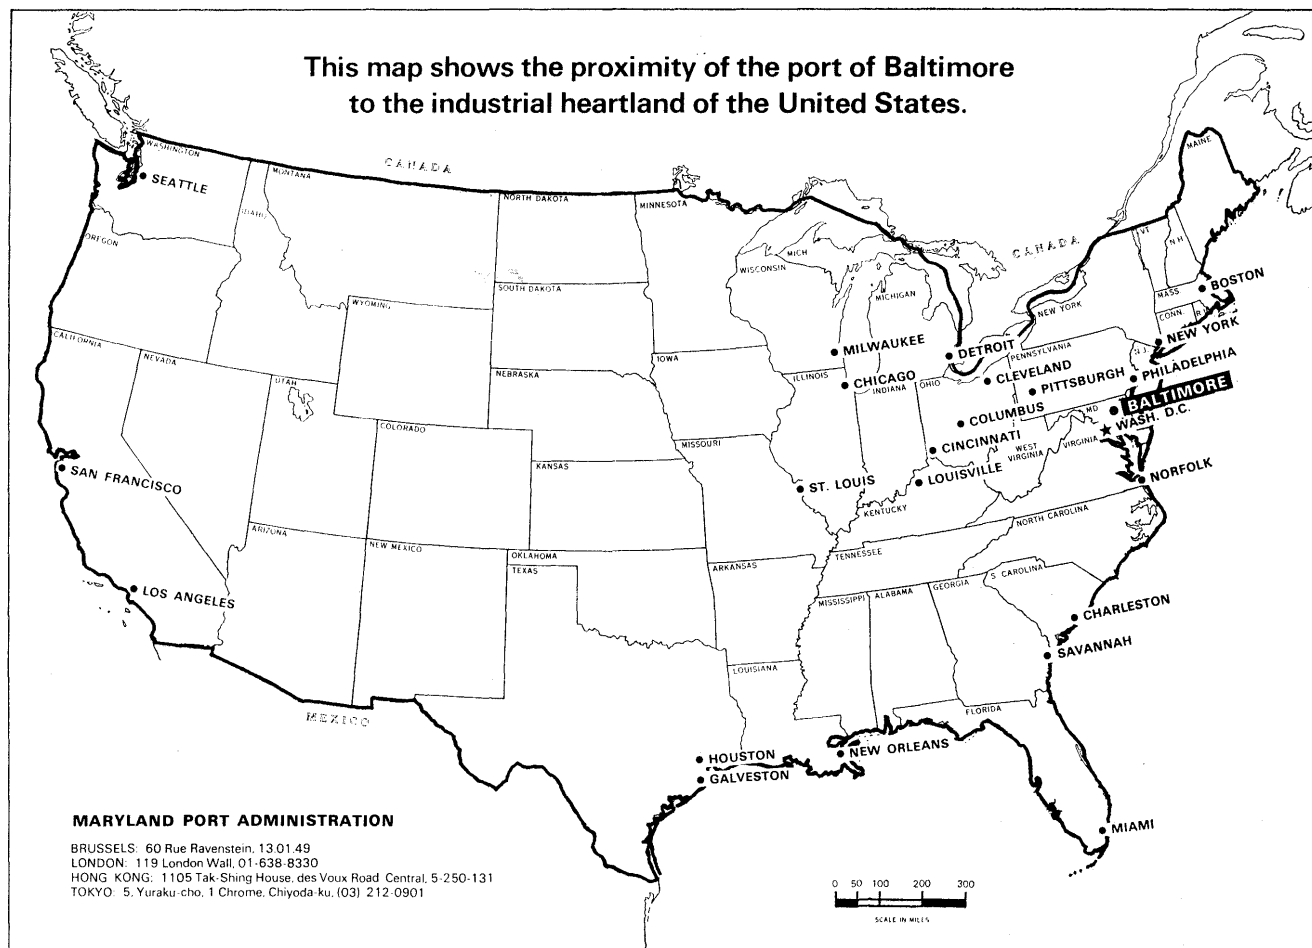 This map shows the proximity of the port of Baltimore
to the industrial heartland of the United States.
CANADA
WASHINGTON
SEATTLE
MONTANA
IDAHO
OREGON
NORTH DAKOTA
MINNESOTA
MAINE
CANADA
VT.
N.H.
WISCONSIN
MICH
MICHIGAN
SOUTH DAKOTA
WYOMING
MASS
BOSTON
CONN.
R.I.
NEW YORK
NEW YORK
CALIFORNIA
NEVADA
UTAH
IOWA
NEBRASKA
MILWAUKEE
DETROIT
PENNSYLVANIA
N.J.
PHILADELPHIA
ILLINOIS
CHICAGO
INDIANA
OHIO
CLEVELAND
PITTSBURGH
BALTIMORE
MD
WASH. D.C.
COLUMBUS
CINCINNATI
COLORADO
KANSAS
MISSOURI
WEST
VIRGINIA
VIRGINIA
SAN FRANCISCO
ST. LOUIS
LOUISVILLE
NORFOLK
KENTUCKY
NORTH CAROLINA
ARIZONA
NEW MEXICO
OKLAHOMA
TEXAS
ARKANSAS
TENNESSEE
S CAROLINA
MISSISSIPPI
ALABAMA
GEORGIA
LOS ANGELES
CHARLESTON
SAVANNAH
LOUISIANA
FLORIDA
MEXICO
HOUSTON
GALVESTON
NEW ORLEANS
MIAMI
MARYLAND PORT ADMINISTRATION
BRUSSELS: 60 Rue Ravenstein, 13.01.49
LONDON: 119 London Wall, 01-638-8330
HONG KONG: 1105 Tak-Shing House, des Voux Road Central, 5-250-131
TOKYO: 5, Yuraku-cho, 1 Chrome, Chiyoda-ku, (03) 212-0901
0 50 100 200 300
SCALE IN MILES